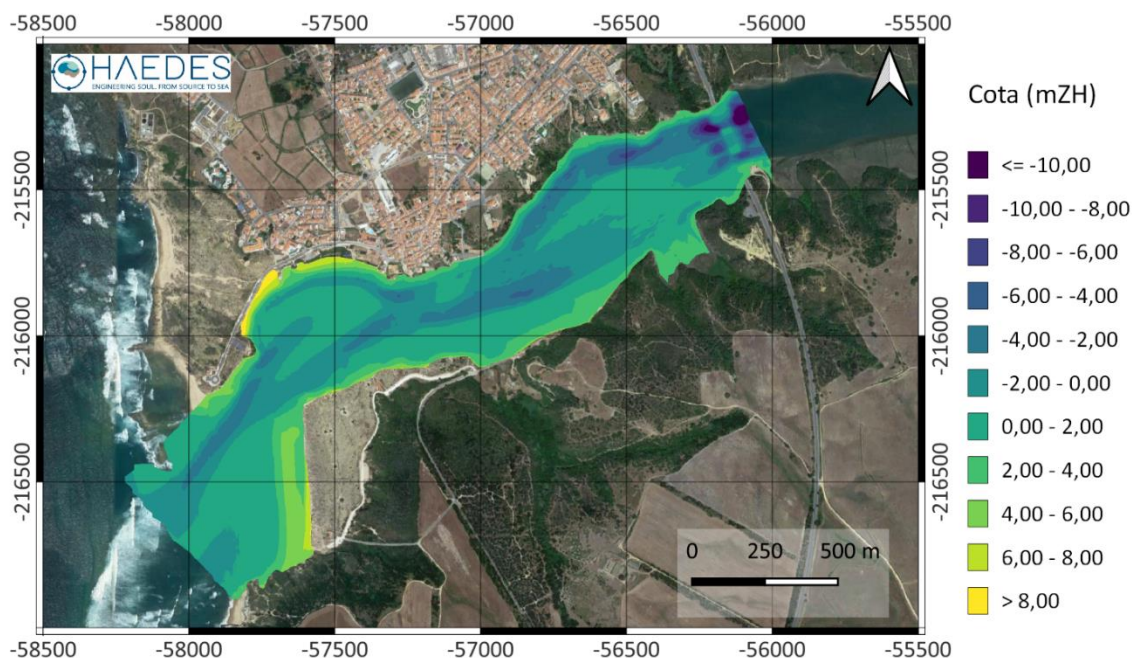 -58500 -58000 -57500 -57000 -56500 -56000 -55500
HAEDES
ENGINEERING SOUL. FROM SOURCE TO SEA
-215500
-216000
-216500
-215500
-216000
-216500
0 250 500 m
-58500 -58000 -57500 -57000 -56500 -56000 -55500
Cota (mZH)
<= -10,00
-10,00 - -8,00
-8,00 - -6,00
-6,00 - -4,00
-4,00 - -2,00
-2,00 - 0,00
0,00 - 2,00
2,00 - 4,00
4,00 - 6,00
6,00 - 8,00
> 8,00